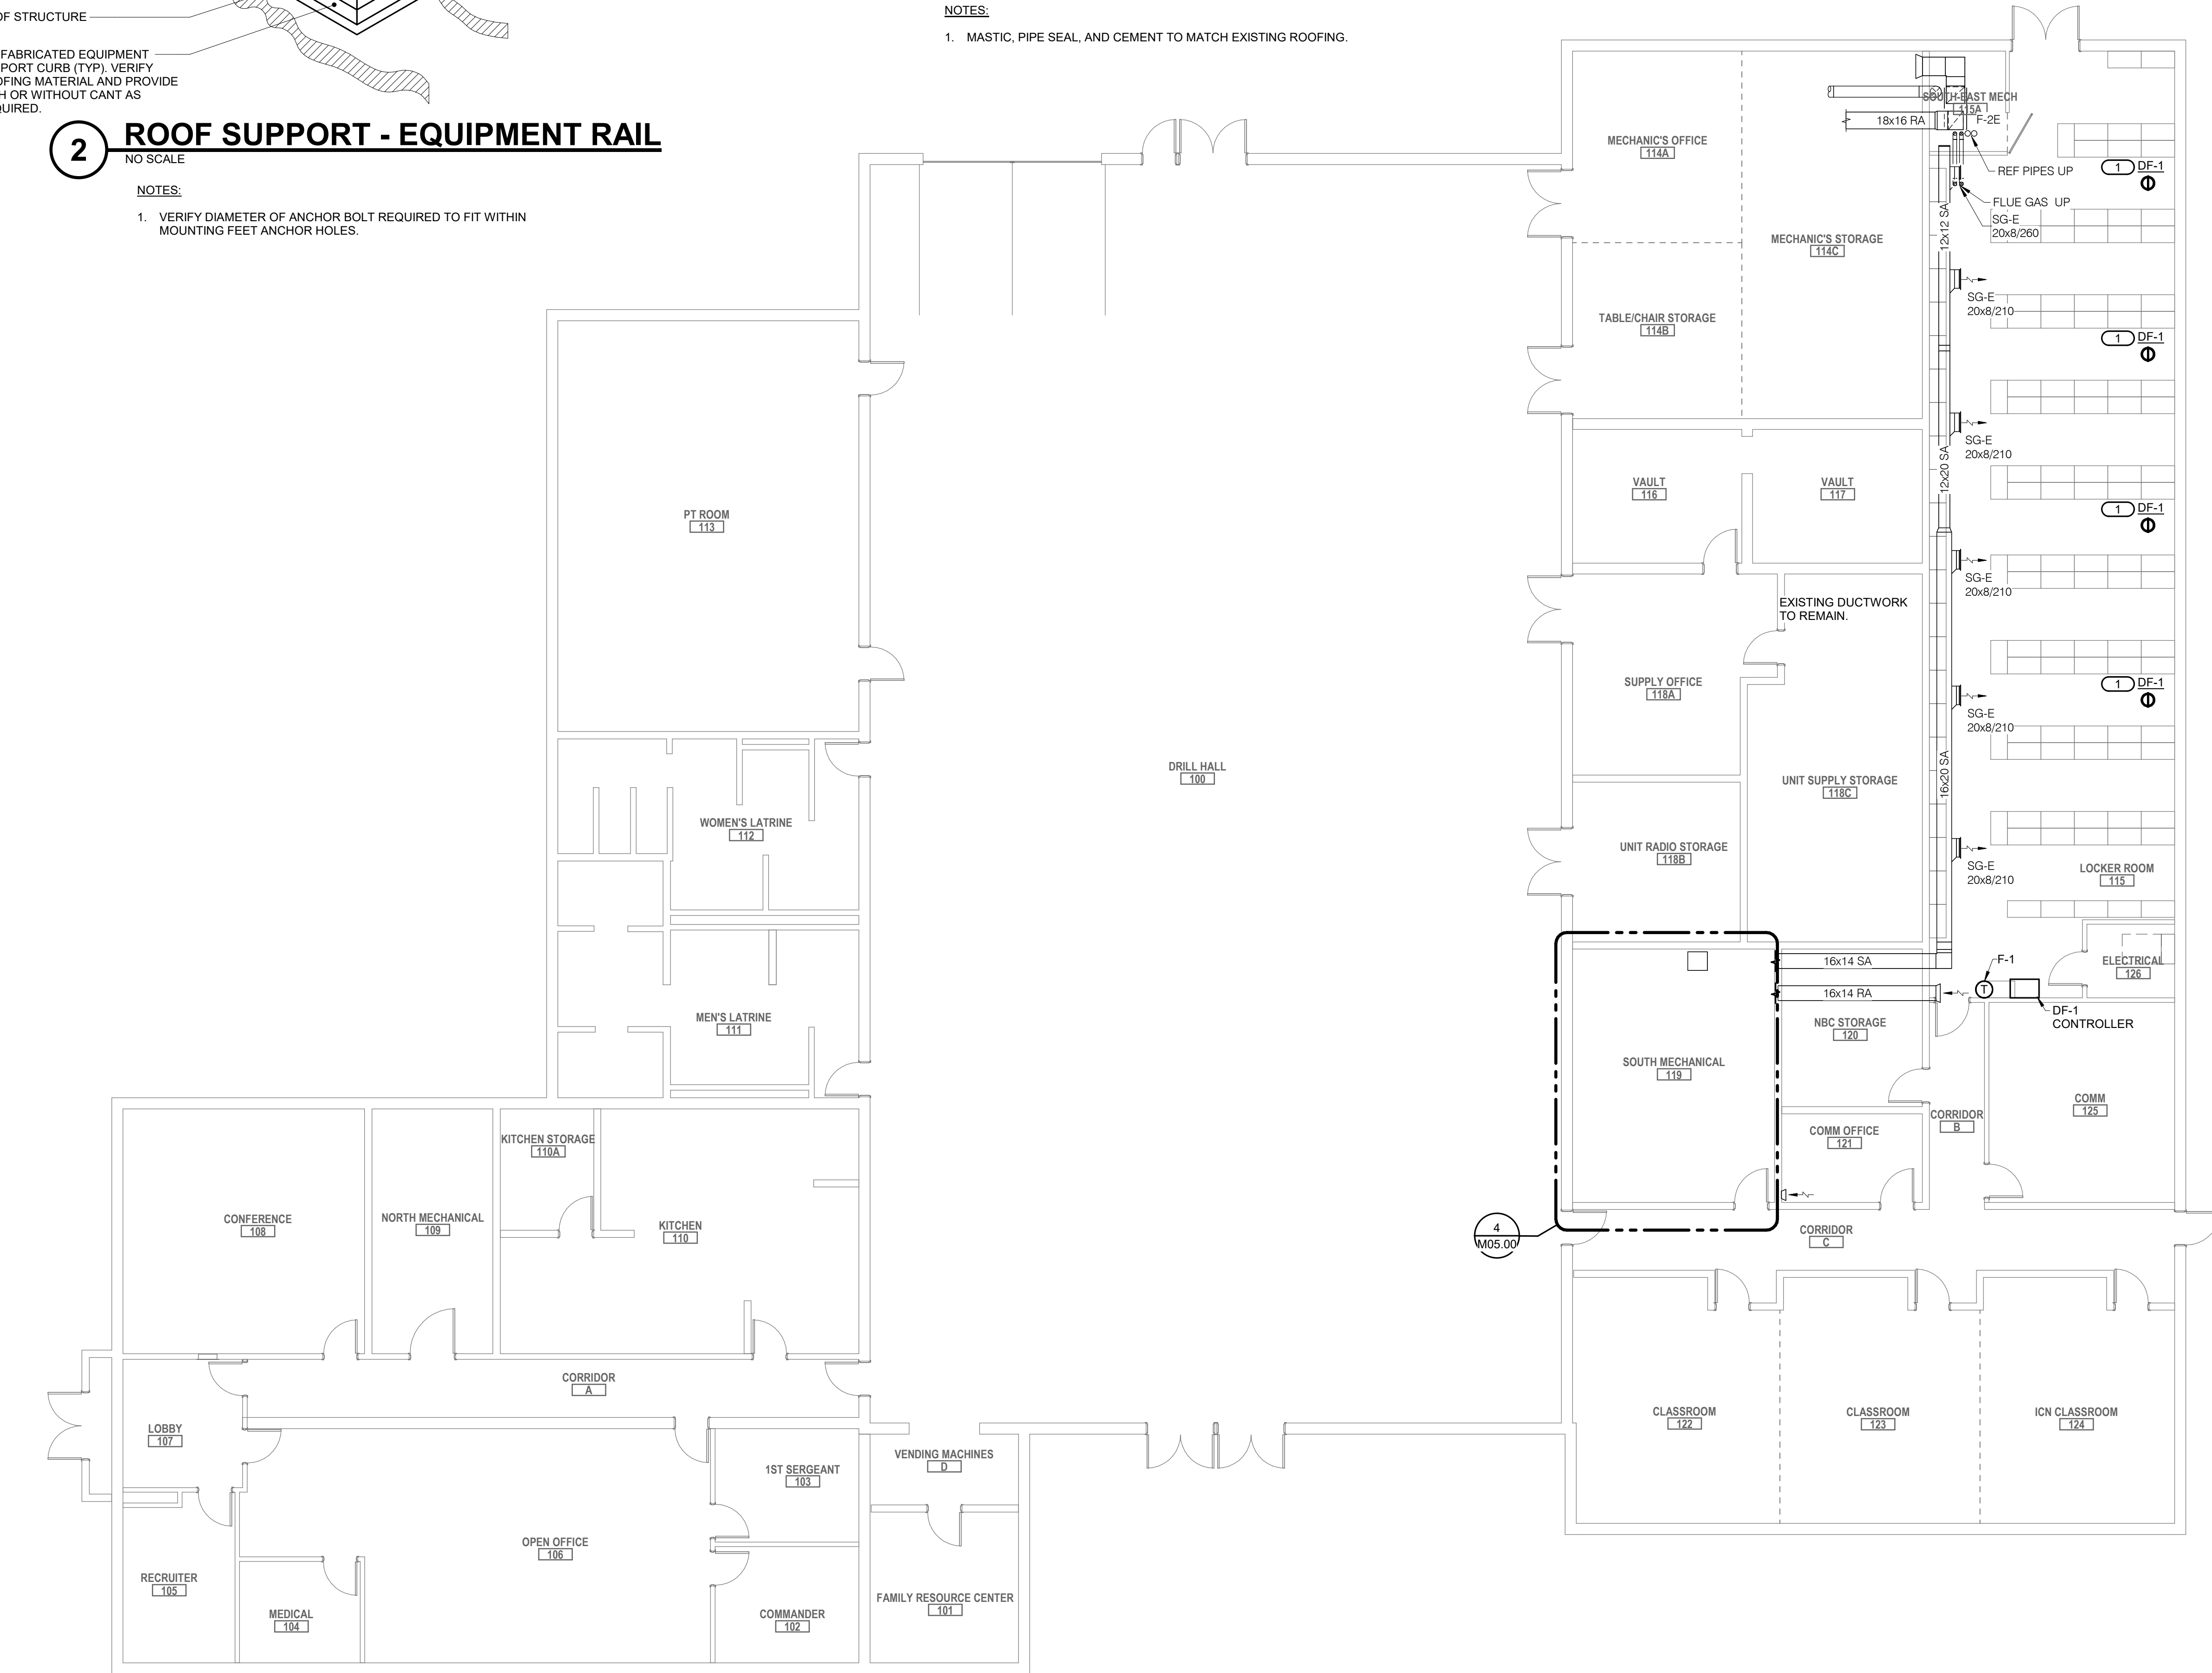 OF STRUCTURE
FABRICATED EQUIPMENT
PORT CURB (TYP). VERIFY
OFING MATERIAL AND PROVIDE
H OR WITHOUT CANT AS
QUIRED.
2
ROOF SUPPORT - EQUIPMENT RAIL
NO SCALE
NOTES:
1. VERIFY DIAMETER OF ANCHOR BOLT REQUIRED TO FIT WITHIN
MOUNTING FEET ANCHOR HOLES.
NOTES:
1. MASTIC, PIPE SEAL, AND CEMENT TO MATCH EXISTING ROOFING.
SOUTH-EAST MECH
115A
18x16 RA
F-2E
REF PIPES UP
FLUE GAS UP
SG-E
20x8/260
12x12 SA
1
DF-1
MECHANIC'S OFFICE
114A
MECHANIC'S STORAGE
114C
TABLE/CHAIR STORAGE
114B
SG-E
20x8/210
1
DF-1
SG-E
20x8/210
12x20 SA
VAULT
116
VAULT
117
1
DF-1
PT ROOM
113
SG-E
20x8/210
EXISTING DUCTWORK
TO REMAIN.
SUPPLY OFFICE
118A
1
DF-1
SG-E
20x8/210
DRILL HALL
100
UNIT SUPPLY STORAGE
118C
16x20 SA
WOMEN'S LATRINE
112
UNIT RADIO STORAGE
118B
SG-E
20x8/210
LOCKER ROOM
115
16x14 SA
F-1
ELECTRICAL
126
T
16x14 RA
DF-1
CONTROLLER
MEN'S LATRINE
111
NBC STORAGE
120
SOUTH MECHANICAL
119
COMM
125
CORRIDOR
B
COMM OFFICE
121
KITCHEN STORAGE
110A
CONFERENCE
108
NORTH MECHANICAL
109
KITCHEN
110
4
M05.00
CORRIDOR
C
CORRIDOR
A
LOBBY
107
CLASSROOM
122
CLASSROOM
123
ICN CLASSROOM
124
VENDING MACHINES
D
1ST SERGEANT
103
OPEN OFFICE
106
RECRUITER
105
MEDICAL
104
COMMANDER
102
FAMILY RESOURCE CENTER
101